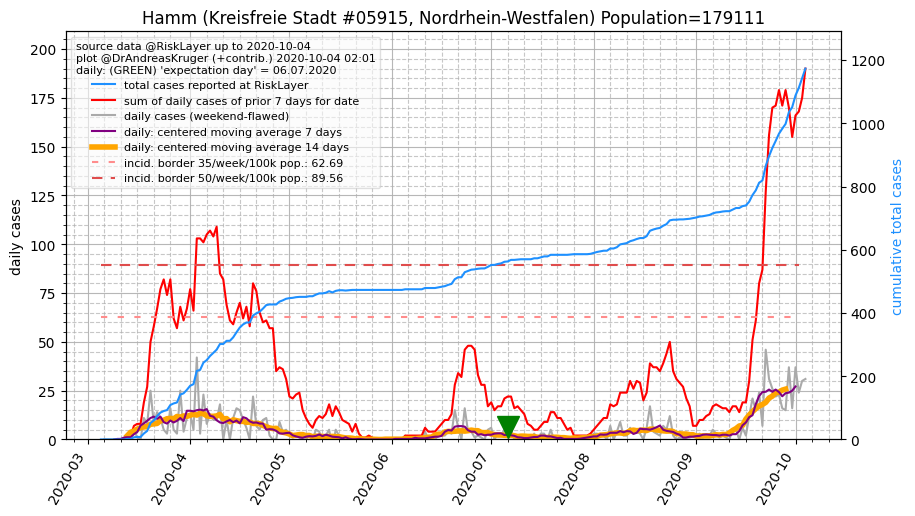 Hamm (Kreisfreie Stadt #05915, Nordrhein-Westfalen) Population=179111
source data @RiskLayer up to 2020-10-04
plot @DrAndreasKruger (+contrib.) 2020-10-04 02:01
daily: (GREEN) 'expectation day' = 06.07.2020
total cases reported at RiskLayer
sum of daily cases of prior 7 days for date
daily cases (weekend-flawed)
daily: centered moving average 7 days
daily: centered moving average 14 days
incid. border 35/week/100k pop.: 62.69
incid. border 50/week/100k pop.: 89.56
daily cases
200
175
150
125
100
75
50
25
0
cumulative total cases
1200
1000
800
600
400
200
0
2020-03
2020-04
2020-05
2020-06
2020-07
2020-08
2020-09
2020-10